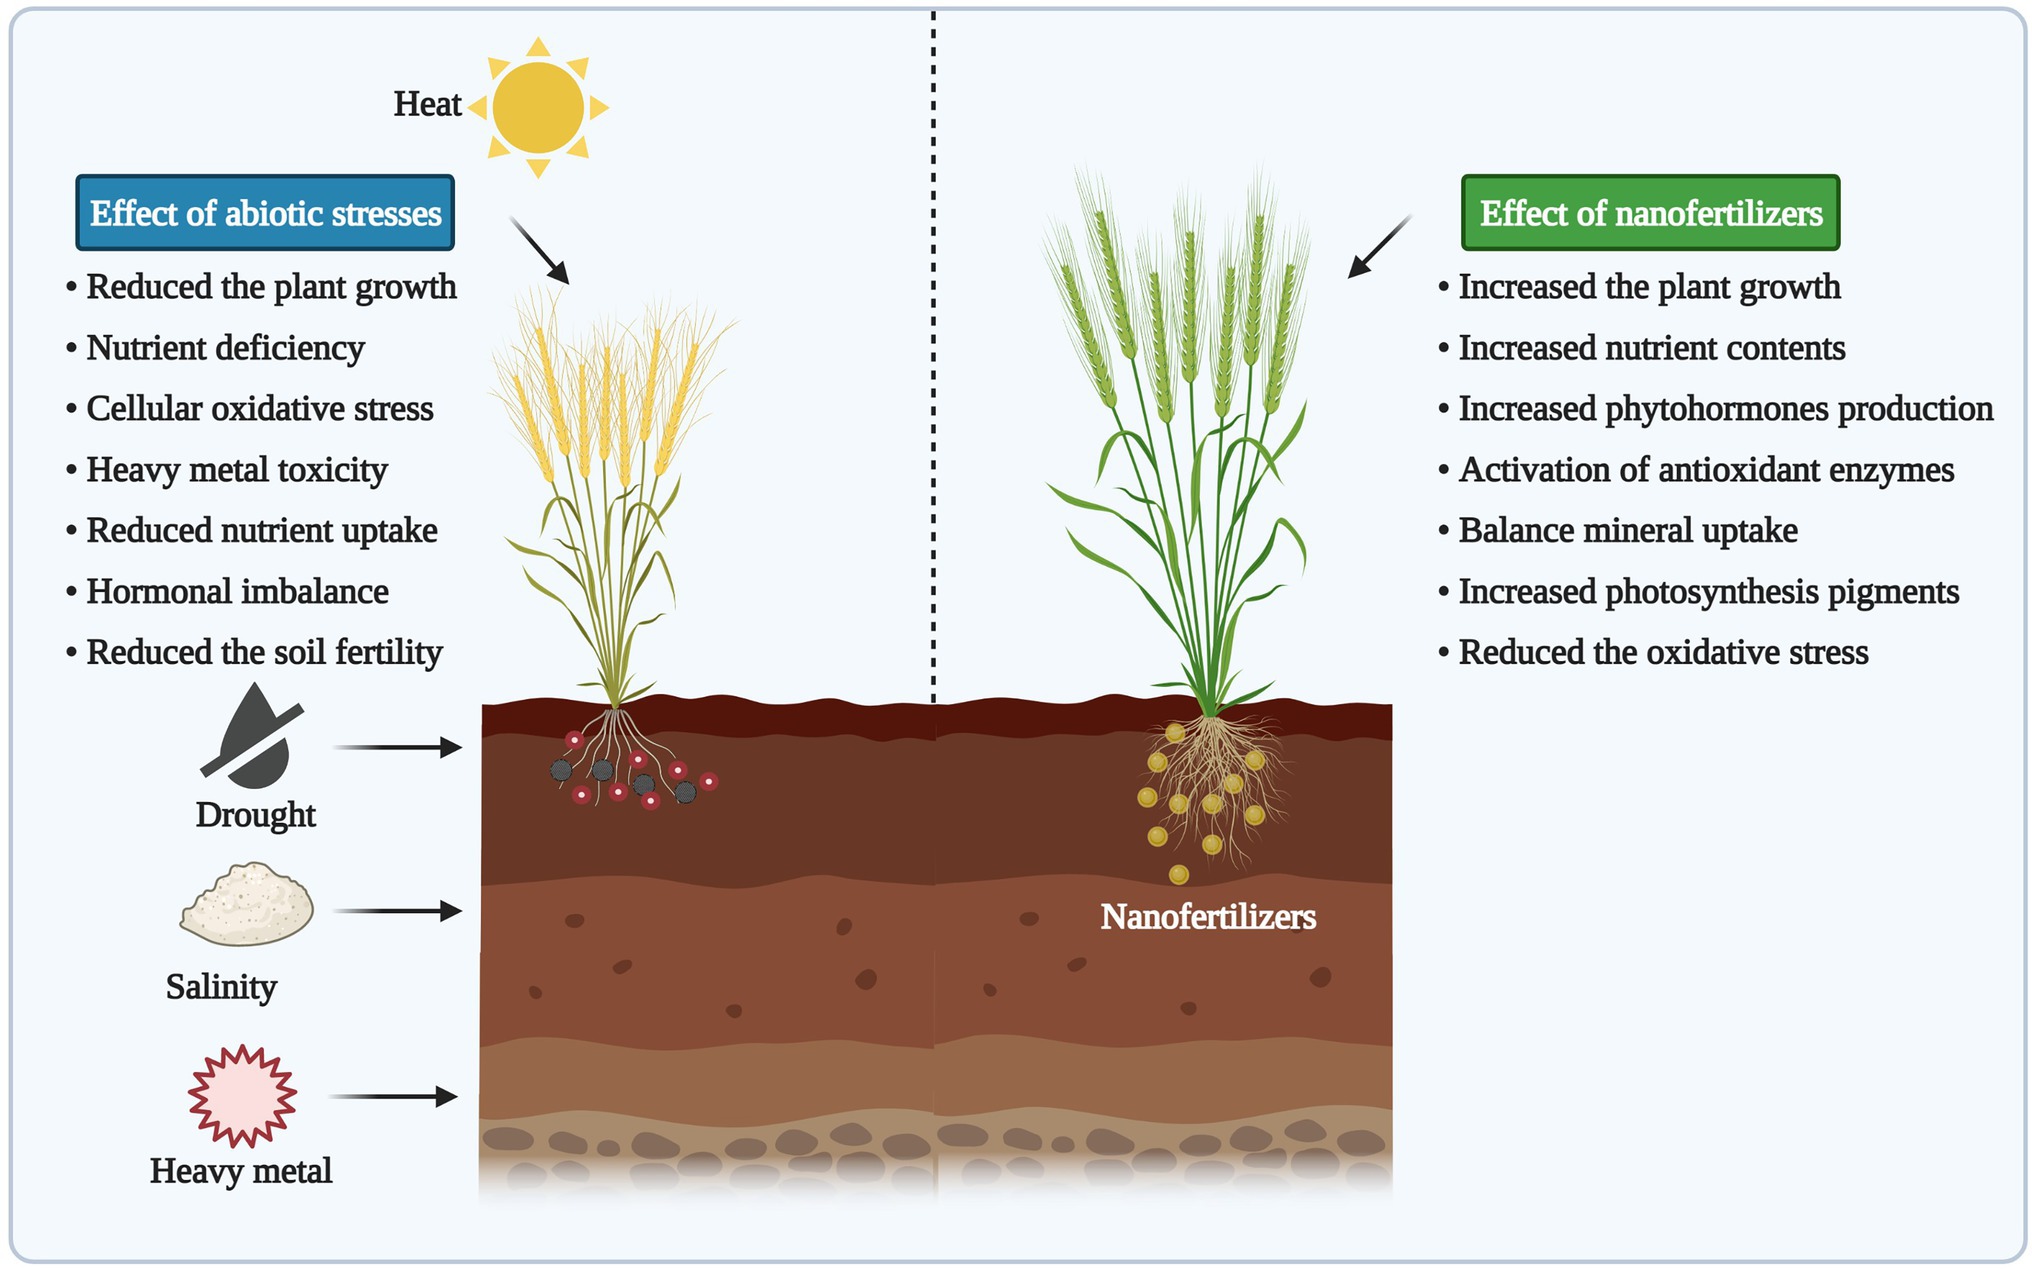 Heat
Effect of abiotic stresses
• Reduced the plant growth
• Nutrient deficiency
• Cellular oxidative stress
• Heavy metal toxicity
• Reduced nutrient uptake
• Hormonal imbalance
• Reduced the soil fertility
Drought
Salinity
Heavy metal
Effect of nanofertilizers
• Increased the plant growth
• Increased nutrient contents
• Increased phytohormones production
• Activation of antioxidant enzymes
• Balance mineral uptake
• Increased photosynthesis pigments
• Reduced the oxidative stress
Nanofertilizers